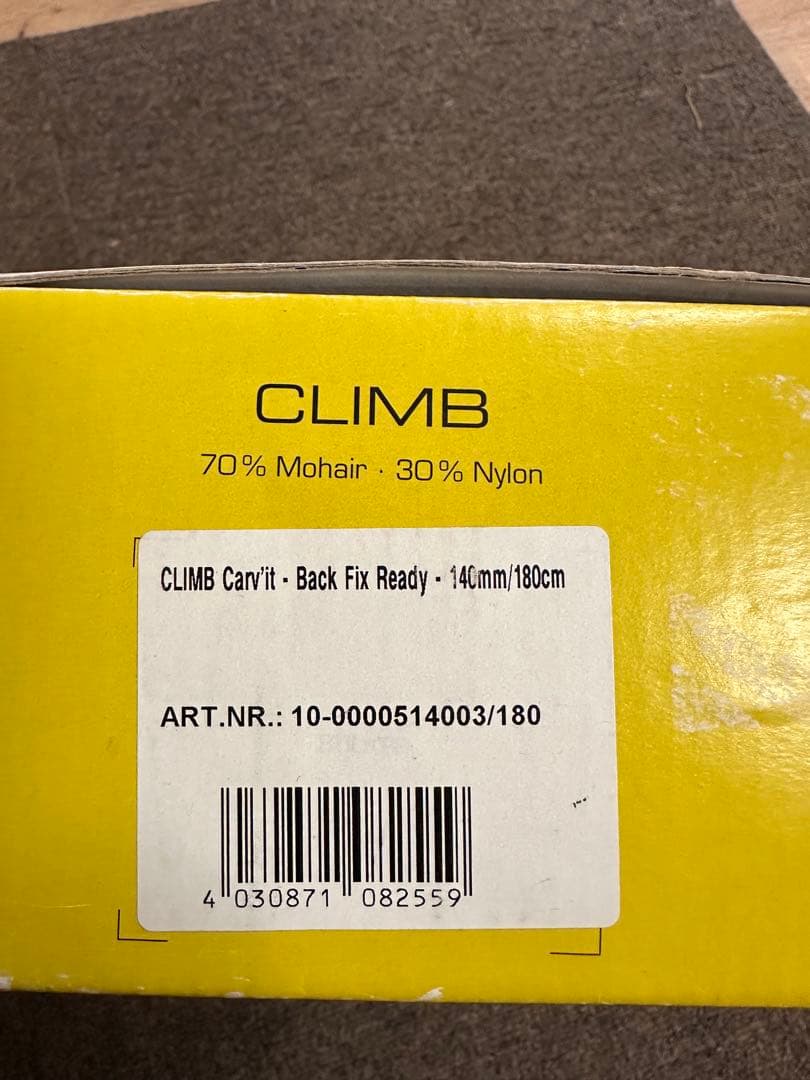 CLIMB
70% Mohair · 30% Nylon
CLIMB Carv'it - Back Fix Ready - 140mm/180cm
ART.NR.: 10-0000514003/180
4 030871 082559